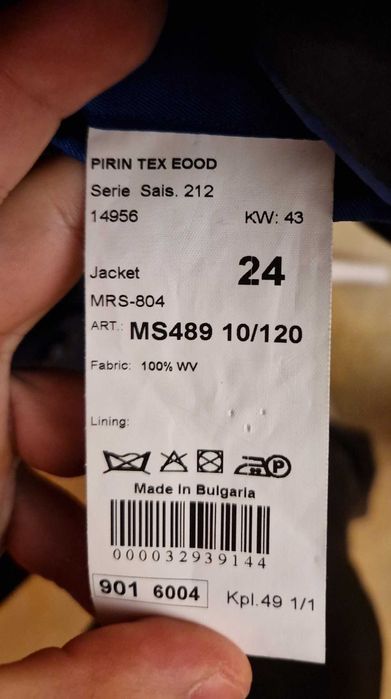 PIRIN TEX EOOD
Serie Sais. 212
14956 KW: 43
Jacket 24
MRS-804
ART.: MS489 10/120
Fabric: 100% WV
Lining:
P
Made In Bulgaria
000032939144
901 6004 Kpl.49 1/1